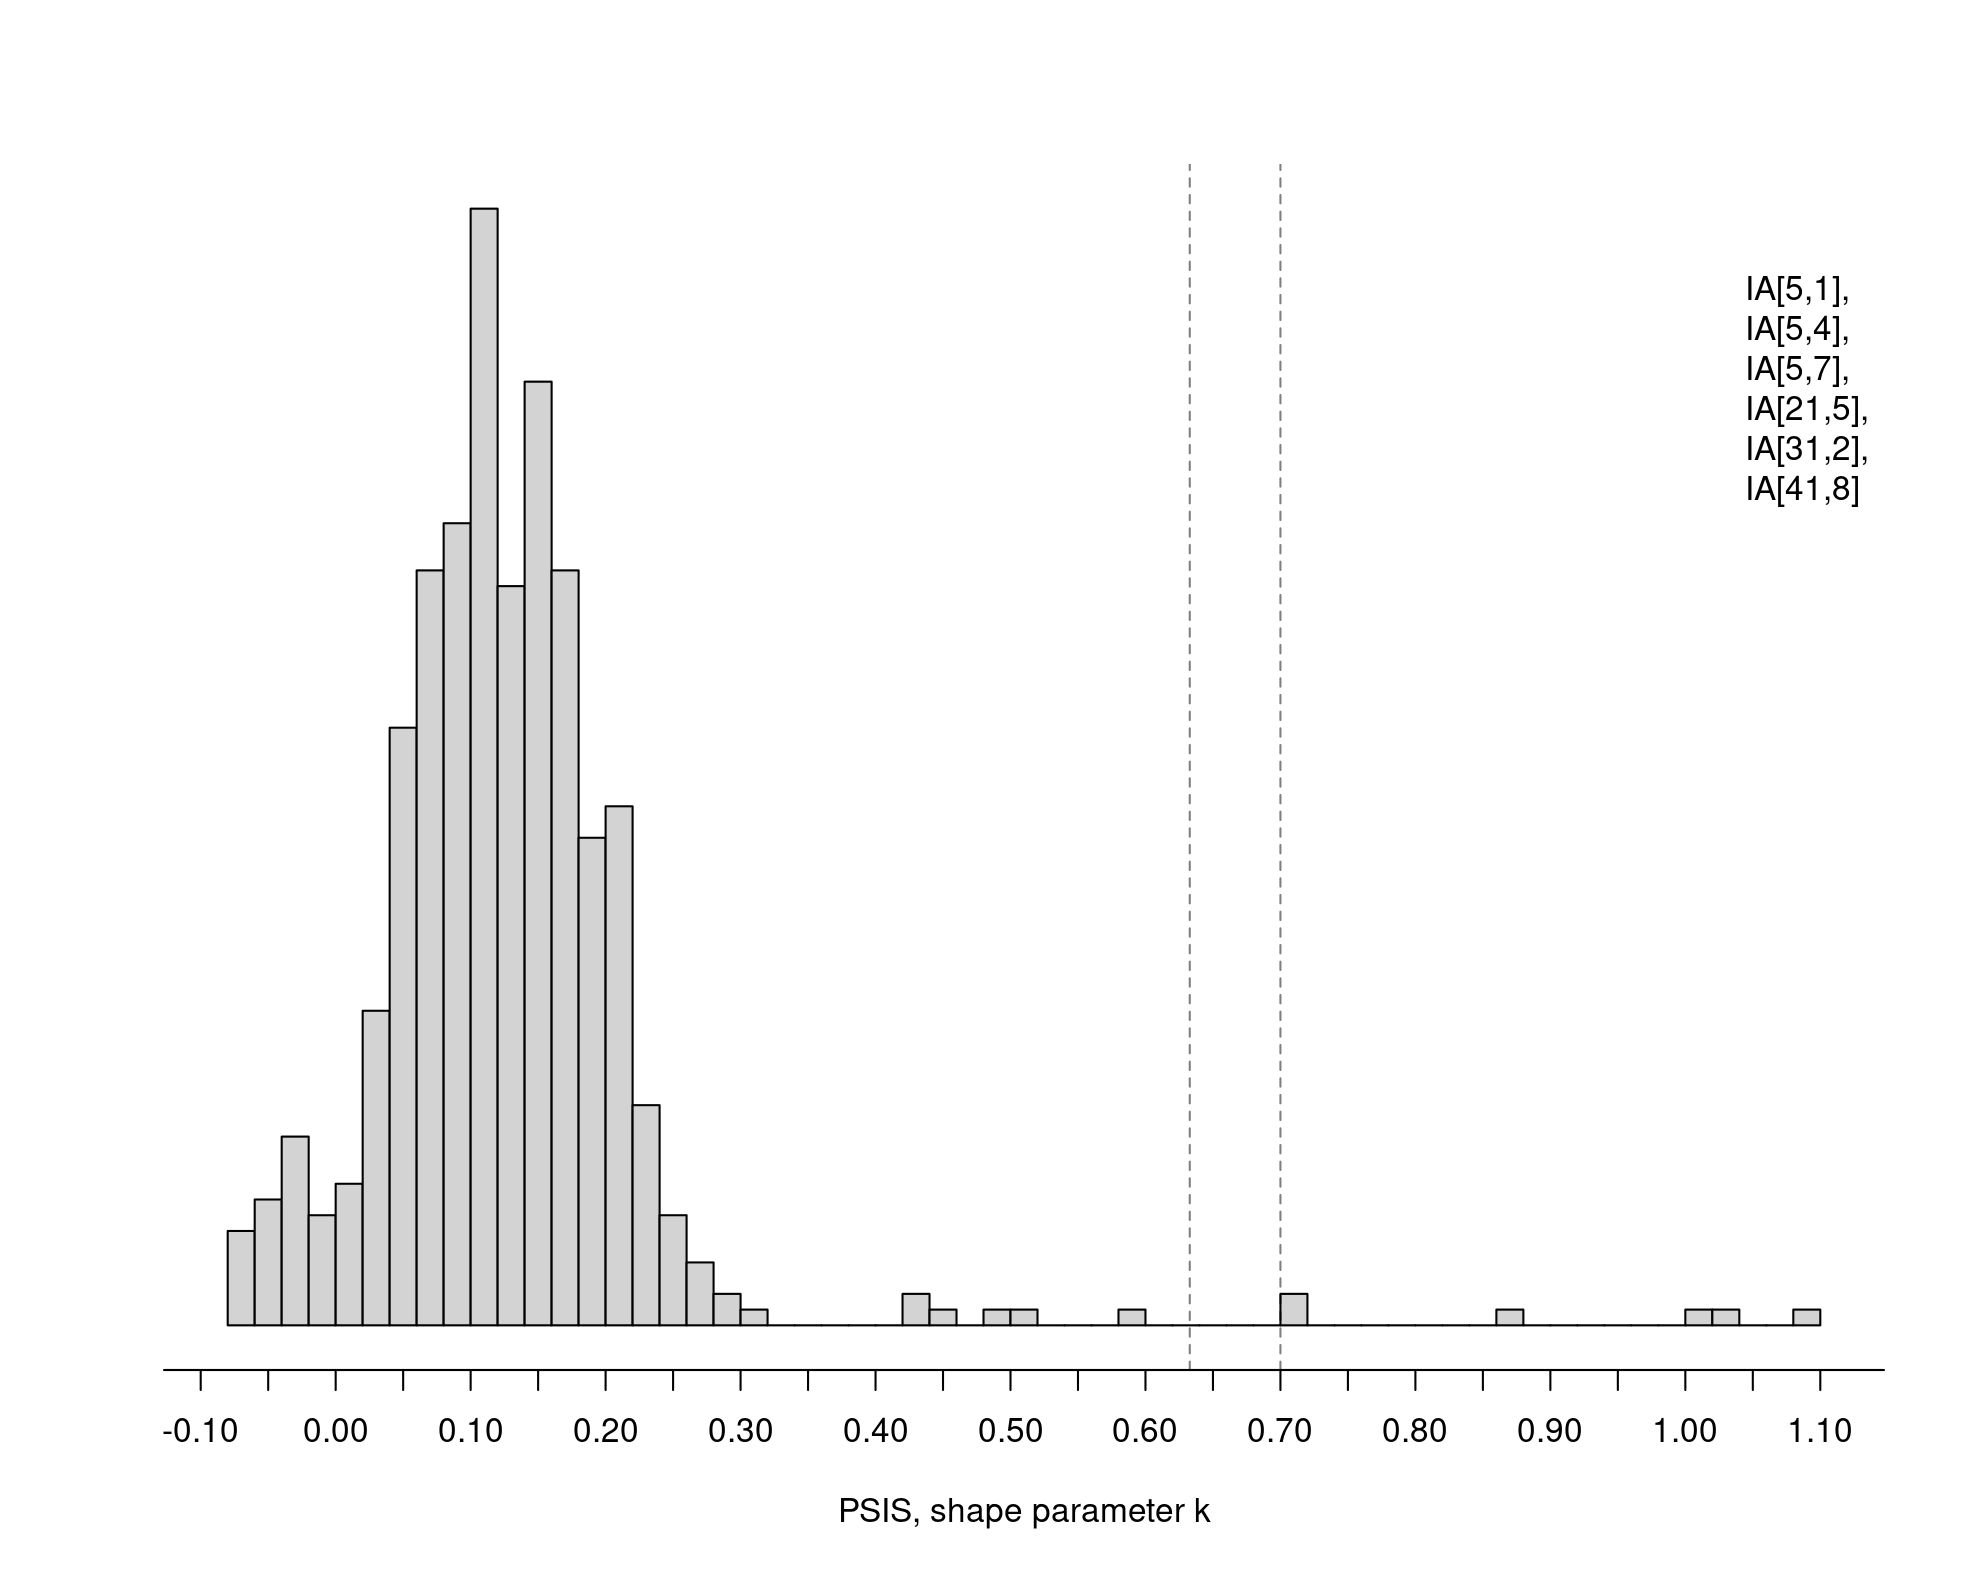 IA[5,1],
IA[5,4],
IA[5,7],
IA[21,5],
IA[31,2],
IA[41,8]
-0.10 0.00 0.10 0.20 0.30 0.40 0.50 0.60 0.70 0.80 0.90 1.00 1.10
PSIS, shape parameter k